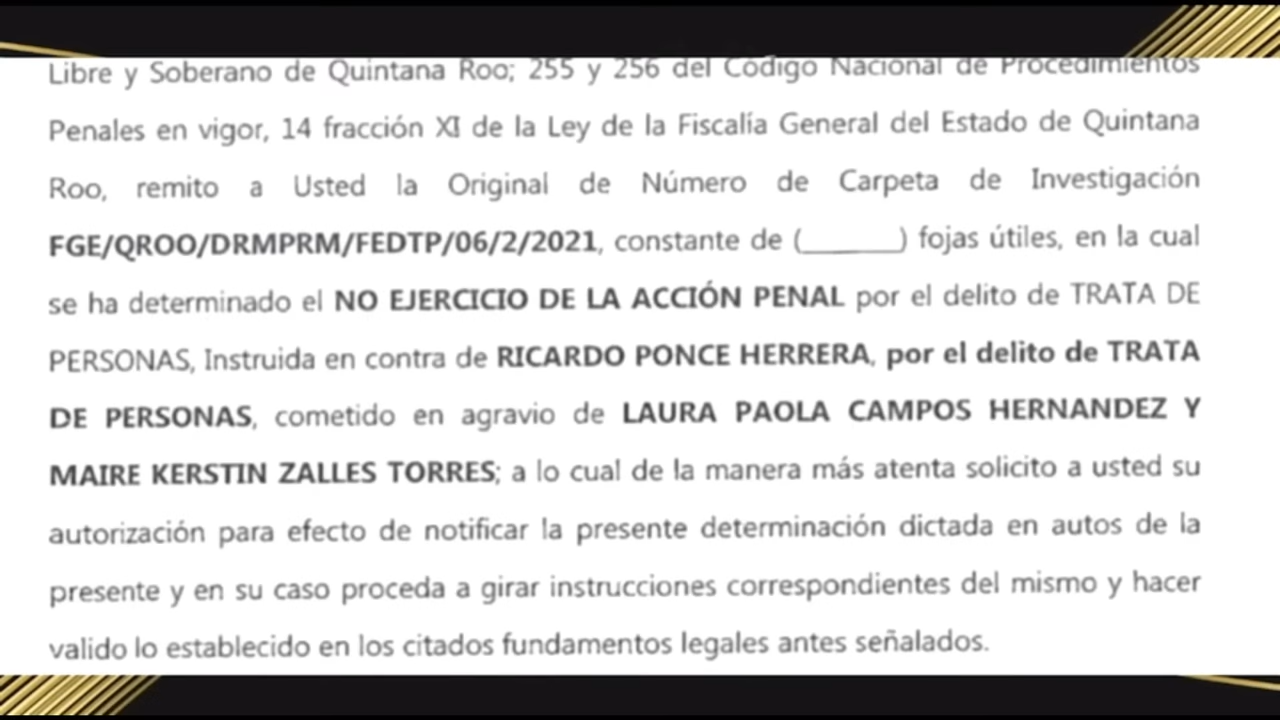 Libre y Soberano de Quintana Roo; 255 y 256 del Código Nacional de Procedimientos
Penales en vigor, 14 fracción XI de la Ley de la Fiscalía General del Estado de Quintana
Roo, remito a Usted la Original de Número de Carpeta de Investigación
FGE/QROO/DRMPRM/FEDTP/06/2/2021, constante de (_______) fojas útiles, en la cual
se ha determinado el NO EJERCICIO DE LA ACCIÓN PENAL por el delito de TRATA DE
PERSONAS, Instruida en contra de RICARDO PONCE HERRERA, por el delito de TRATA
DE PERSONAS, cometido en agravio de LAURA PAOLA CAMPOS HERNANDEZ Y
MAIRE KERSTIN ZALLES TORRES; a lo cual de la manera más atenta solicito a usted su
autorización para efecto de notificar la presente determinación dictada en autos de la
presente y en su caso proceda a girar instrucciones correspondientes del mismo y hacer
valido lo establecido en los citados fundamentos legales antes señalados.